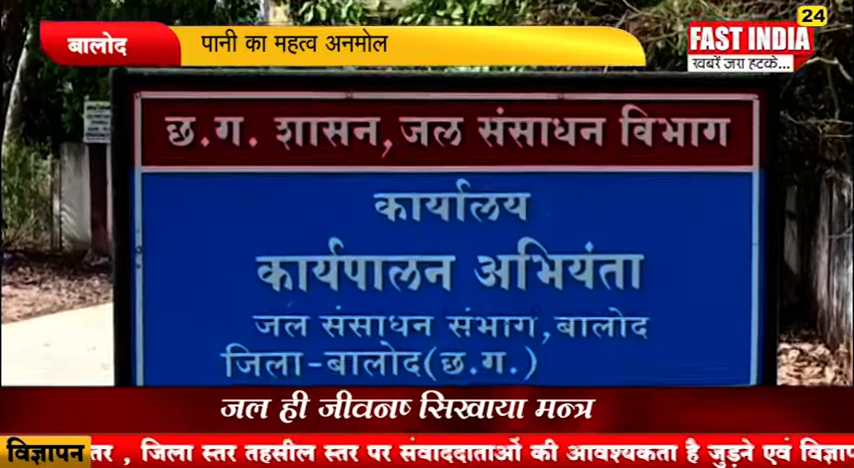 बालोद
पानी का महत्व अनमोल
24
FAST INDIA
खबरें जरा हटके...
छ.ग. शासन,जल संसाधन विभाग
कार्यालय
कार्यपालन अभियंता
जल संसाधन संभाग,बालोद
जिला-बालोद(छ.ग.)
जल ही जीवनष सिखाया मन्त्र
विज्ञापन
तर , जिला स्तर तहसील स्तर पर संवाददाताओं की आवश्यकता है जुड़ने एवं विज्ञाप